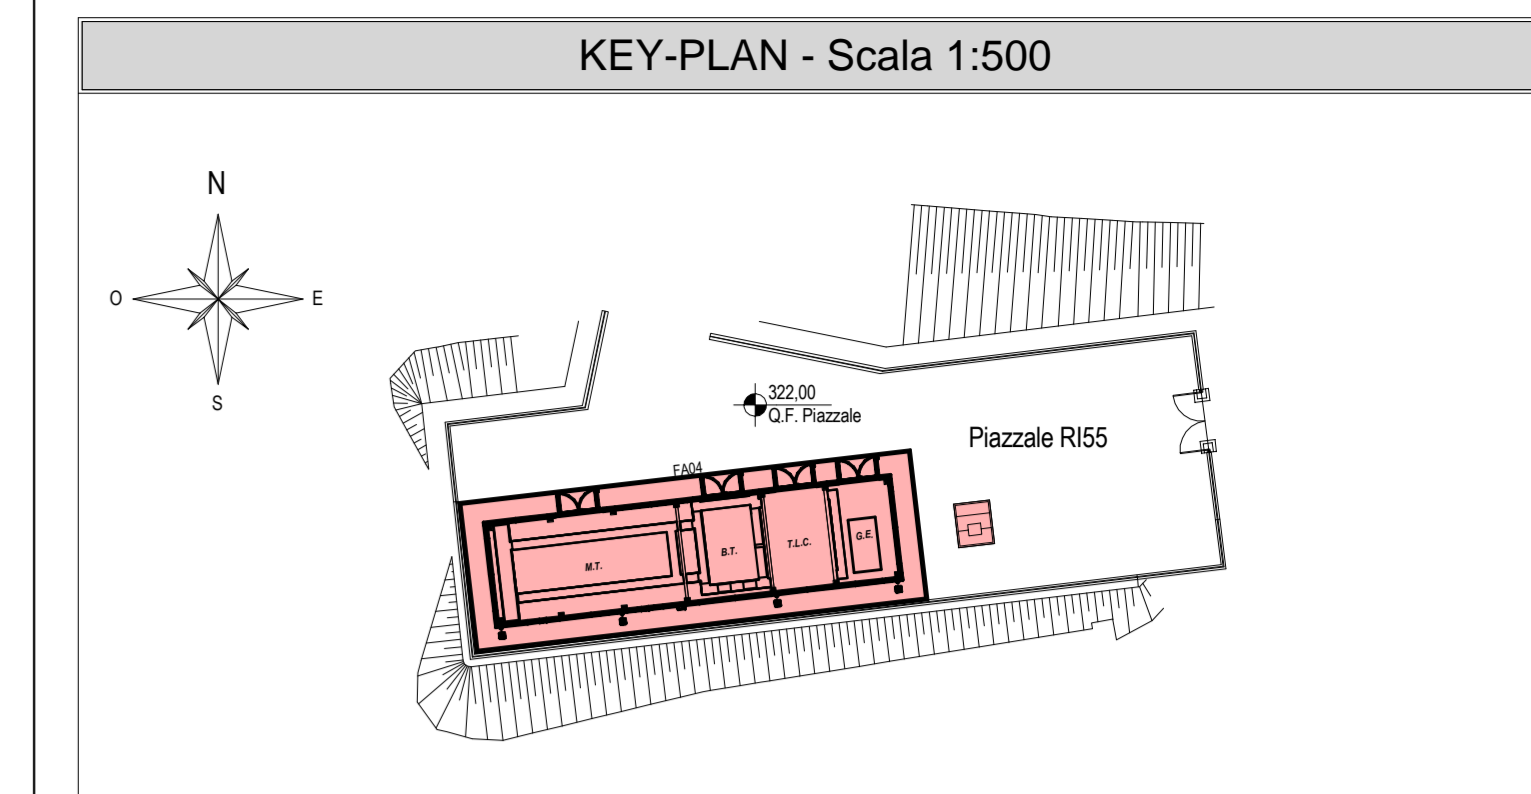 KEY-PLAN - Scala 1:500
N
O
E
S
322,00
Q.F. Piazzale
Piazzale RI55
FA04
M.T.
B.T.
T.L.C.
G.E.